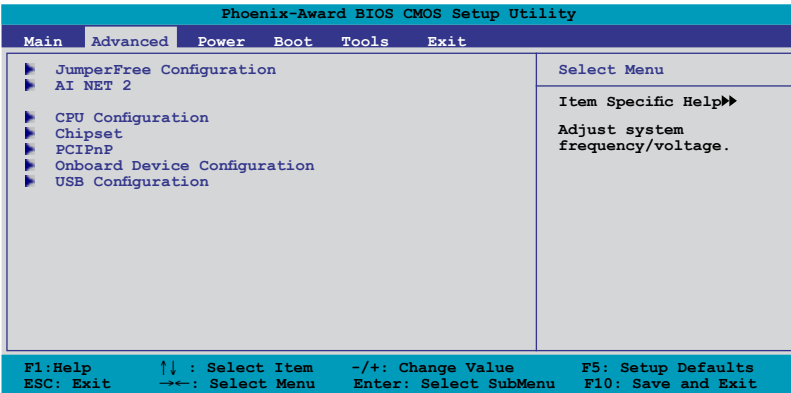 Phoenix-Award BIOS CMOS Setup Utility
Main Advanced Power Boot Tools Exit
JumperFree Configuration
AI NET 2
CPU Configuration
Chipset
PCIPnP
Onboard Device Configuration
USB Configuration
Select Menu
Item Specific Help▶▶
Adjust system
frequency/voltage.
F1:Help ↑↓ : Select Item -/+: Change Value F5: Setup Defaults
ESC: Exit →←: Select Menu Enter: Select SubMenu F10: Save and Exit